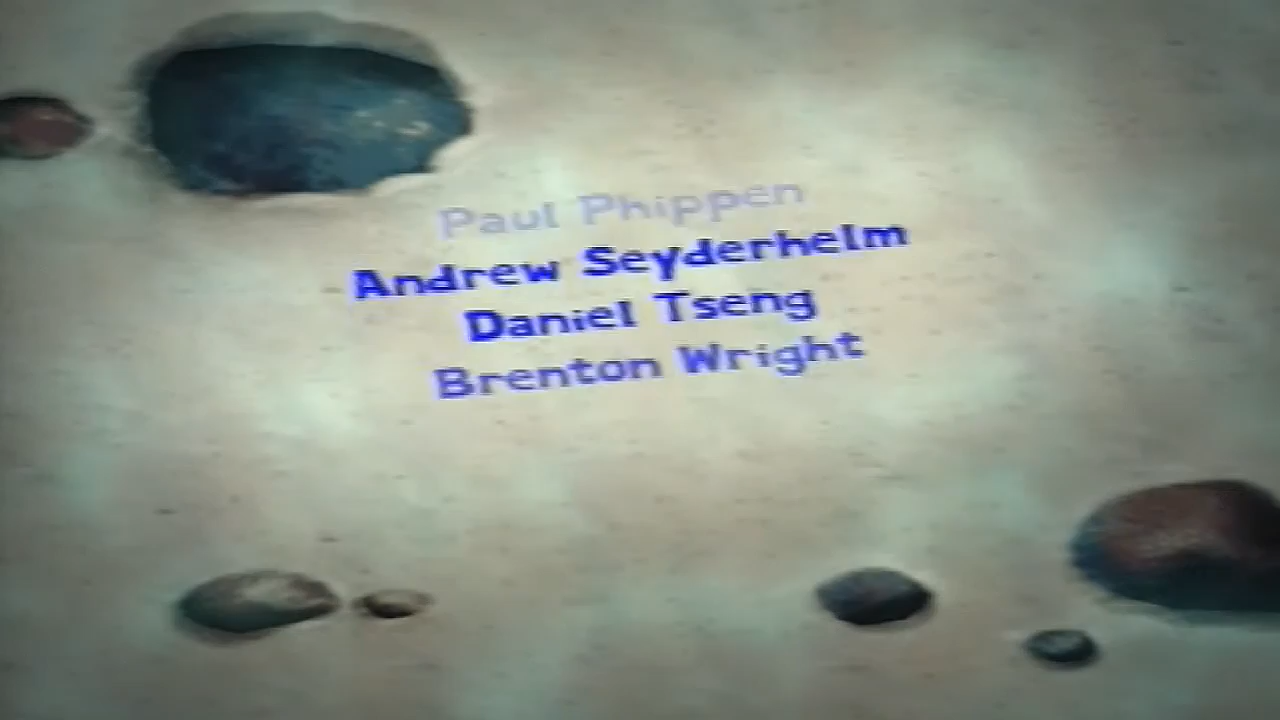 Paul Phippen
Andrew Seyderhelm
Daniel Tseng
Brenton Wright